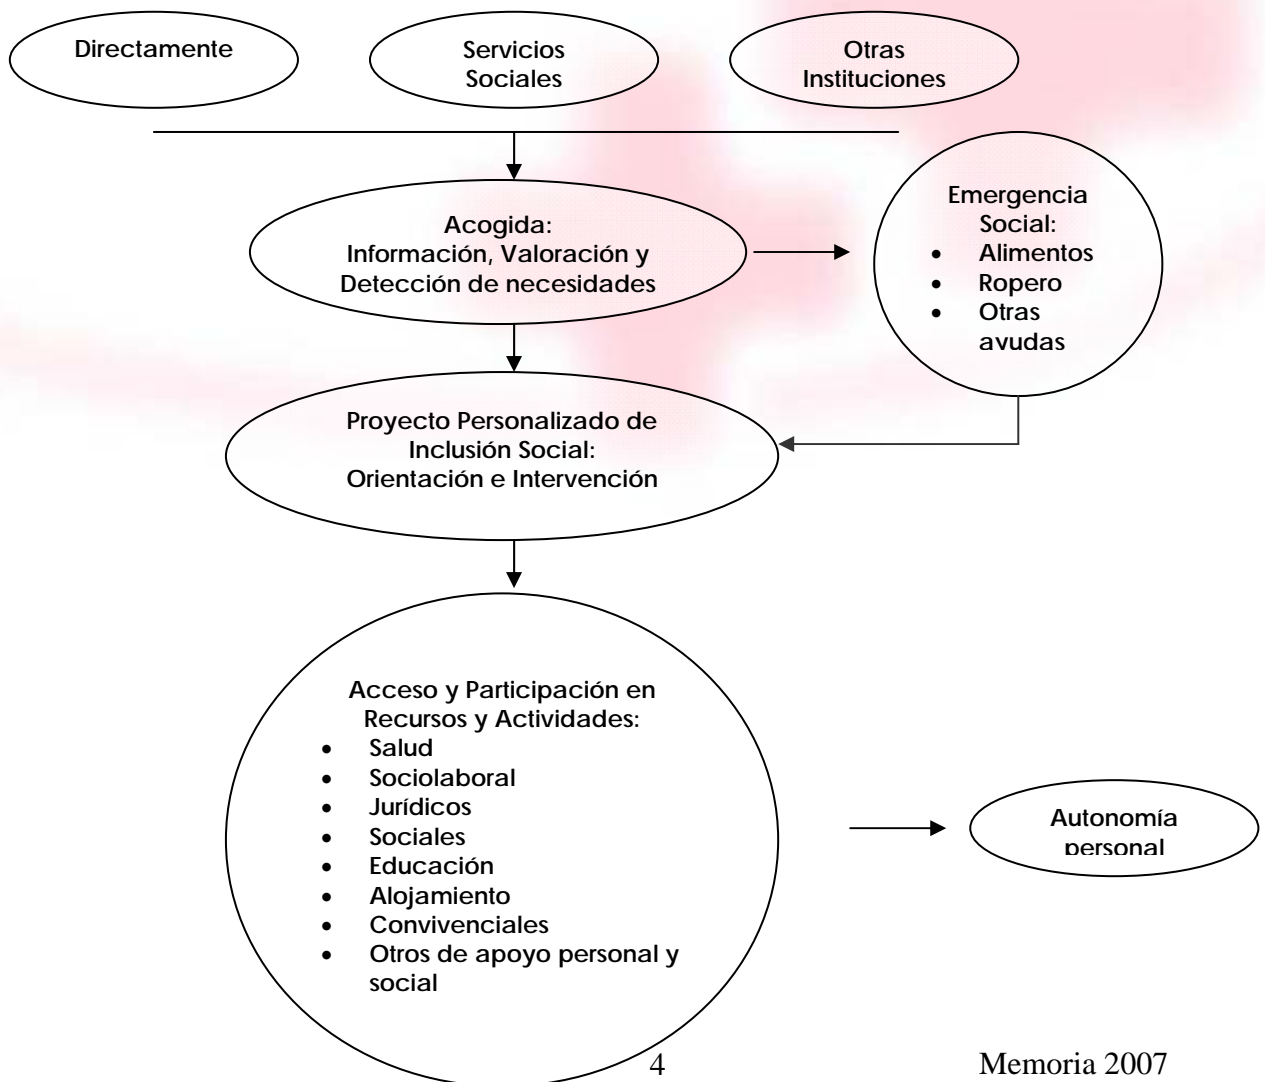 Directamente
Servicios
Sociales
Otras
Instituciones
Acogida:
Información, Valoración y
Detección de necesidades
Emergencia
Social:
• Alimentos
• Ropero
• Otras
ayudas
Proyecto Personalizado de
Inclusión Social:
Orientación e Intervención
Acceso y Participación en
Recursos y Actividades:
• Salud
• Sociolaboral
• Jurídicos
• Sociales
• Educación
• Alojamiento
• Convivenciales
• Otros de apoyo personal y
social
Autonomía
personal
4
Memoria 2007